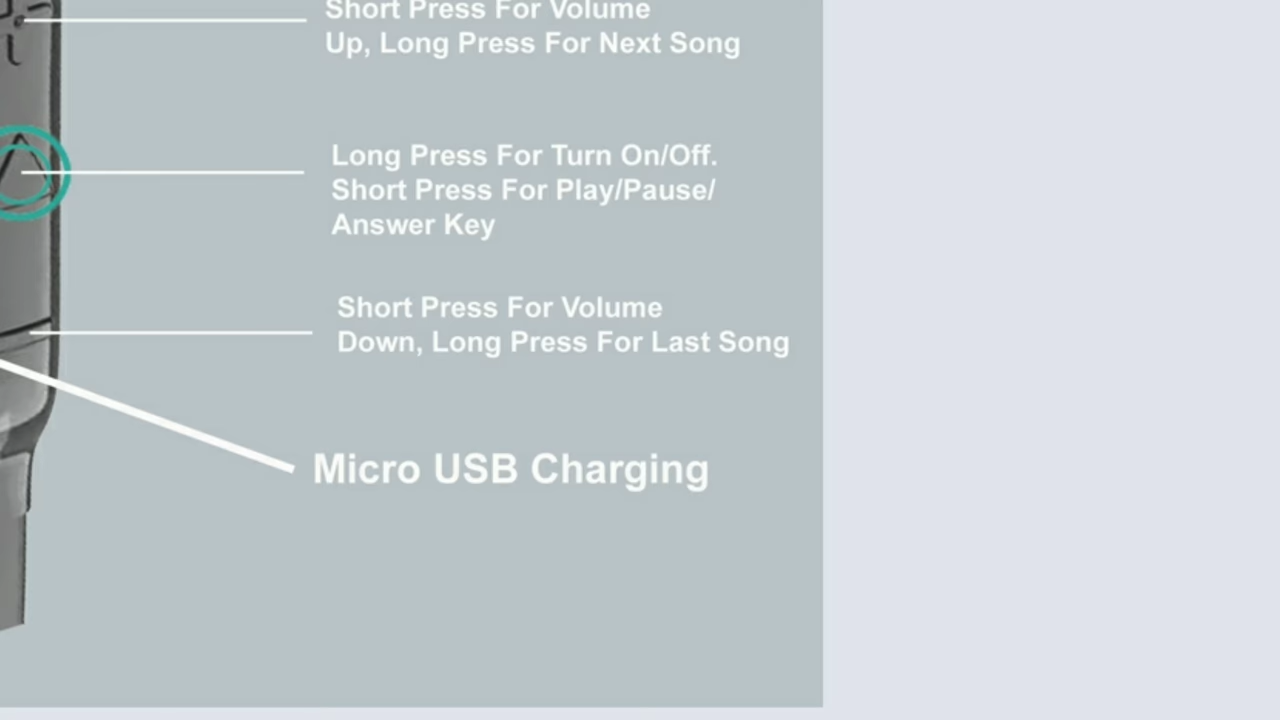 Short Press For Volume
Up, Long Press For Next Song
Long Press For Turn On/Off.
Short Press For Play/Pause/
Answer Key
Short Press For Volume
Down, Long Press For Last Song
Micro USB Charging